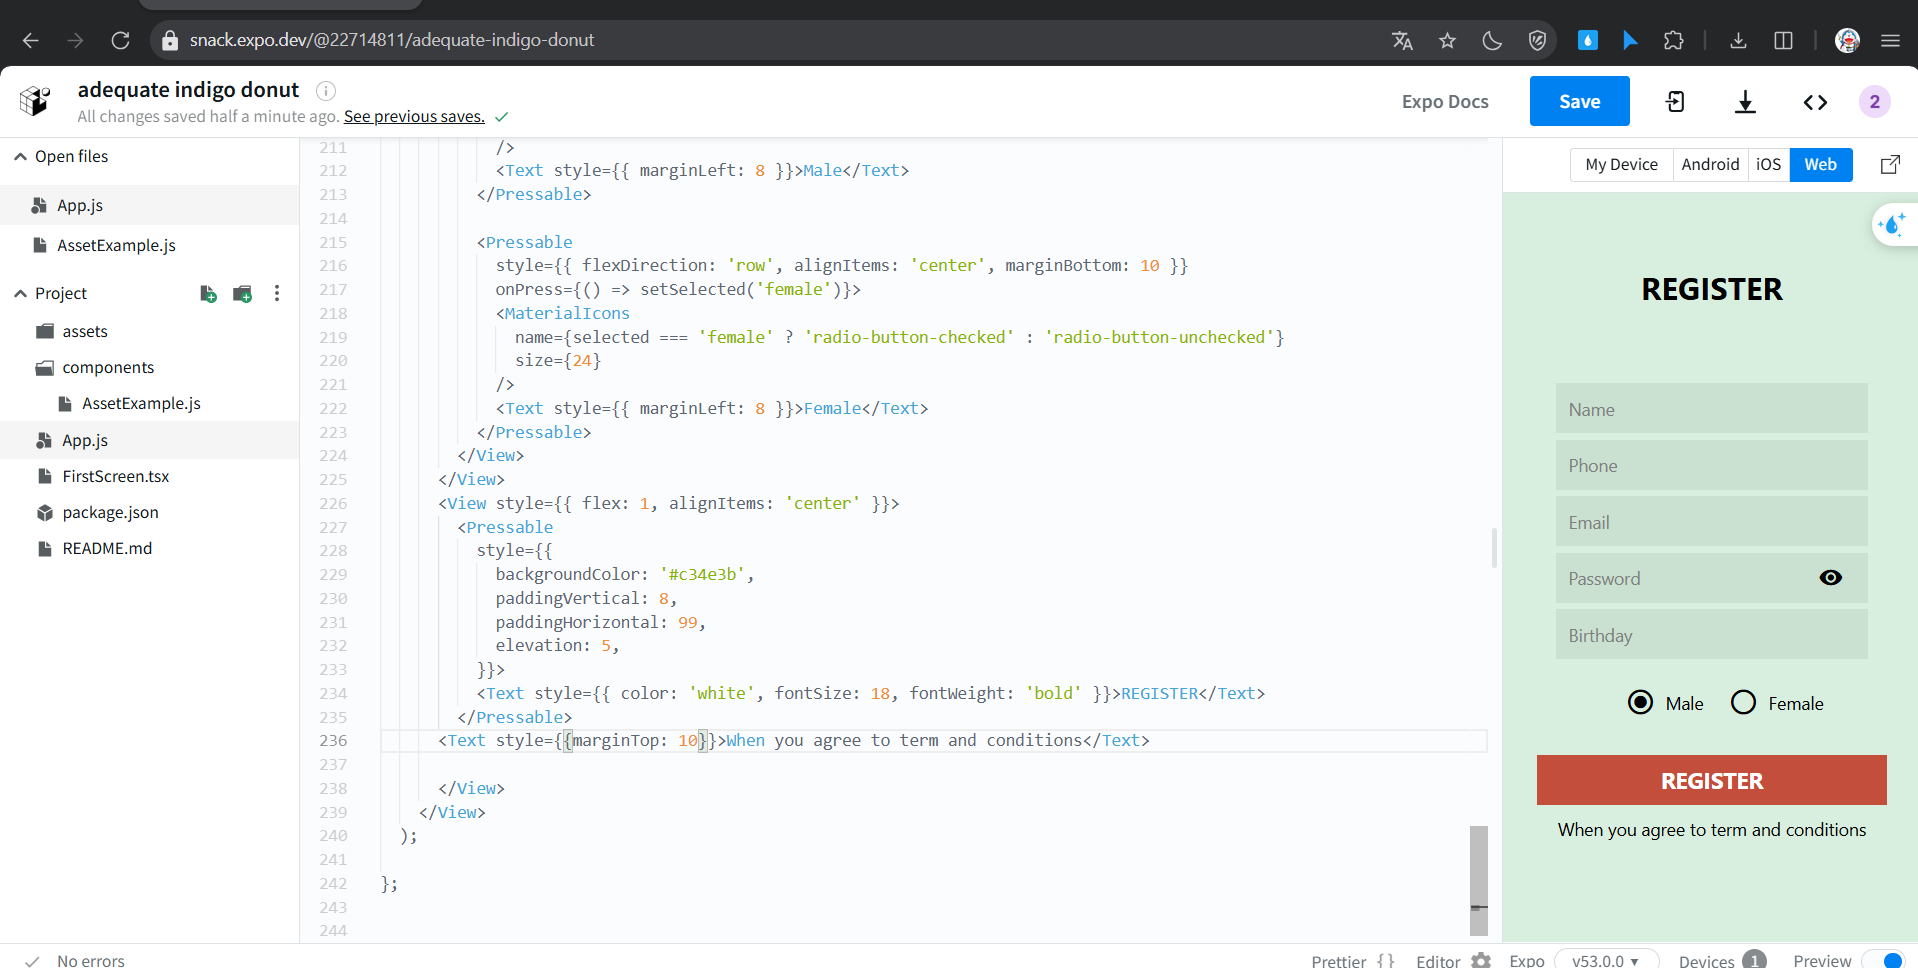 snack.expo.dev/@22714811/adequate-indigo-donut
adequate indigo donut
All changes saved half a minute ago. See previous saves.
Expo Docs
Save
2
Open files
App.js
AssetExample.js
Project
assets
components
AssetExample.js
App.js
FirstScreen.tsx
package.json
README.md
211 />
212 <Text style={{ marginLeft: 8 }}>Male</Text>
213 </Pressable>
214
215 <Pressable
216 style={{ flexDirection: 'row', alignItems: 'center', marginBottom: 10 }}
217 onPress={() => setSelected('female')}>
218 <MaterialIcons
219 name={selected === 'female' ? 'radio-button-checked' : 'radio-button-unchecked'}
220 size={24}
221 />
222 <Text style={{ marginLeft: 8 }}>Female</Text>
223 </Pressable>
224 </View>
225 </View>
226 <View style={{ flex: 1, alignItems: 'center' }}>
227 <Pressable
228 style={{
229 backgroundColor: '#c34e3b',
230 paddingVertical: 8,
231 paddingHorizontal: 99,
232 elevation: 5,
233 }}>
234 <Text style={{ color: 'white', fontSize: 18, fontWeight: 'bold' }}>REGISTER</Text>
235 </Pressable>
236 <Text style={{marginTop: 10}}>When you agree to term and conditions</Text>
237
238 </View>
239 </View>
240 );
241
242 };
243
244
My Device
Android
iOS
Web
REGISTER
Name
Phone
Email
Password
Birthday
Male
Female
REGISTER
When you agree to term and conditions
No errors
Prettier {}
Editor
Expo
v53.0.0
Devices 1
Preview